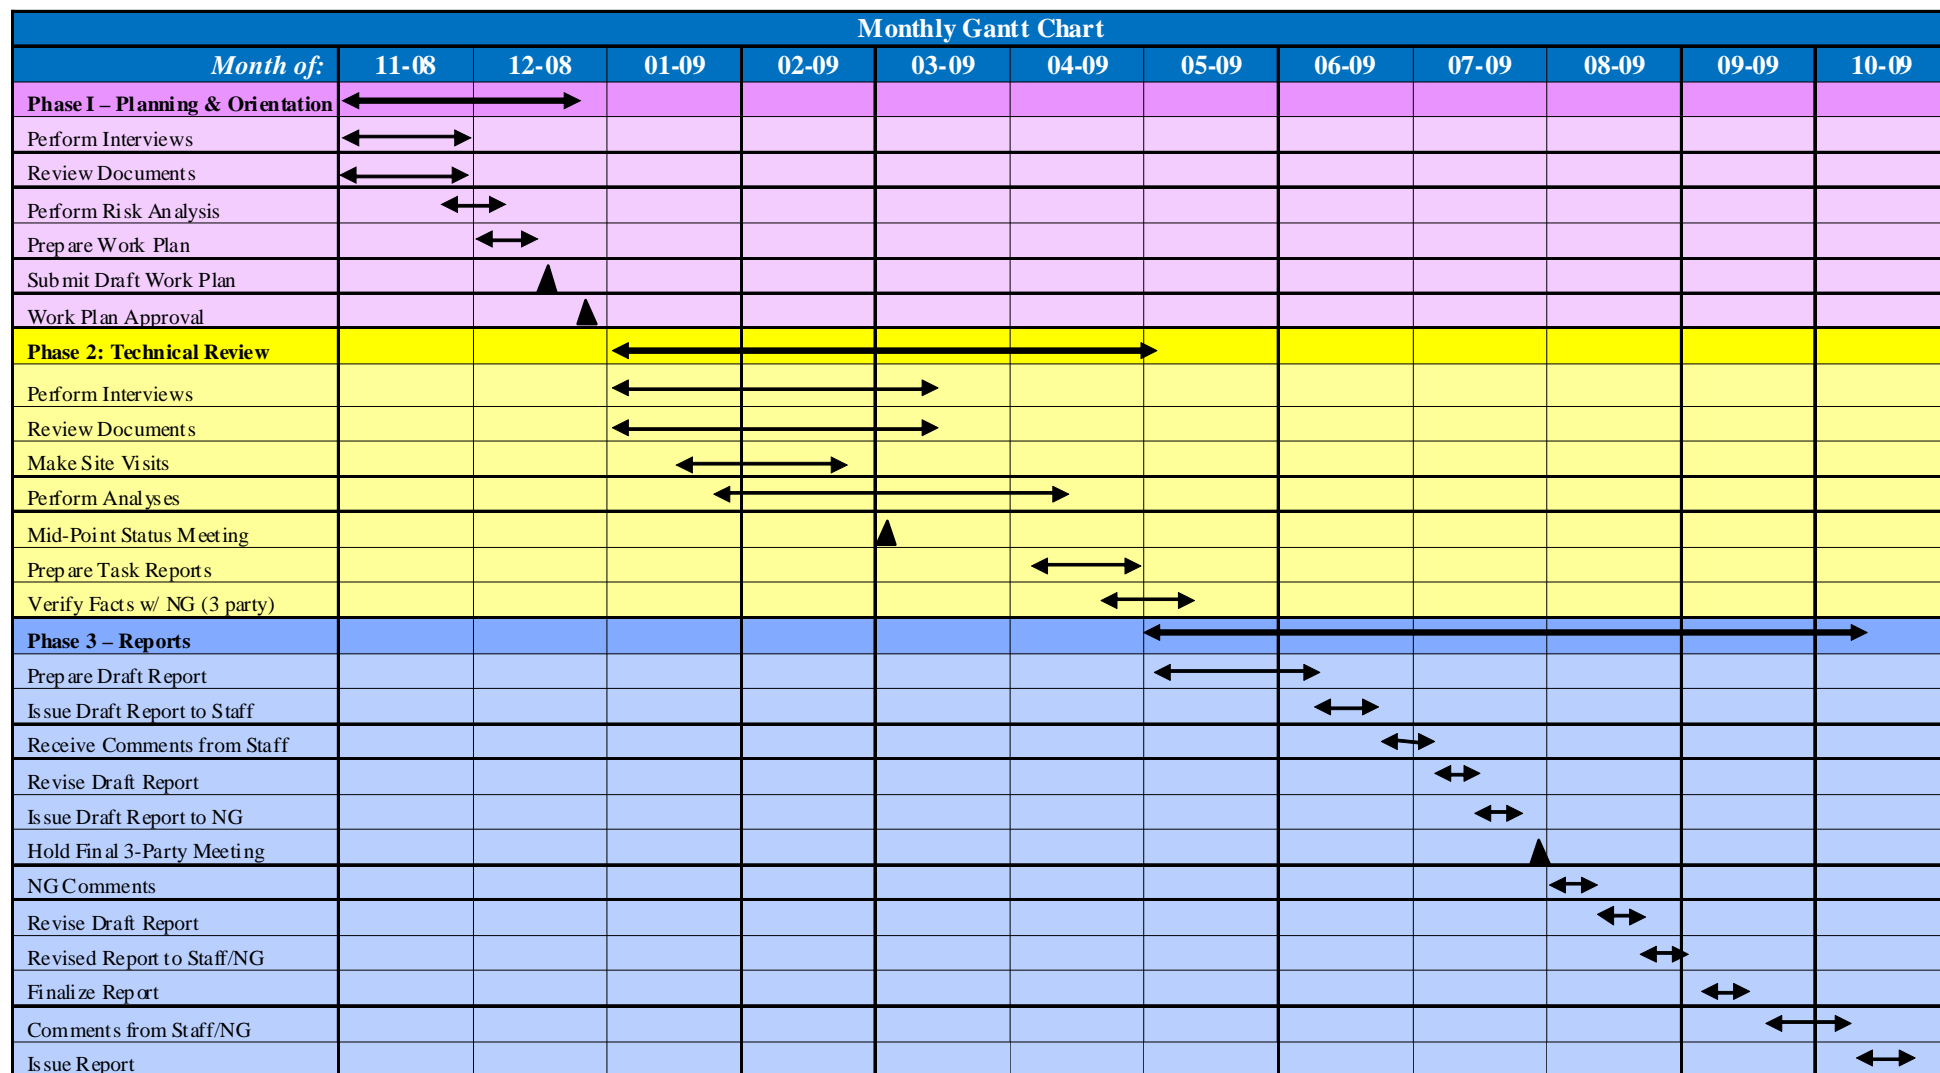 Monthly Gantt Chart
Month of: 11-08 12-08 01-09 02-09 03-09 04-09 05-09 06-09 07-09 08-09 09-09 10-09
Phase I – Planning & Orientation
Perform Interviews
Review Documents
Perform Risk Analysis
Prepare Work Plan
Submit Draft Work Plan
Work Plan Approval
Phase 2: Technical Review
Perform Interviews
Review Documents
Make Site Visits
Perform Analyses
Mid-Point Status Meeting
Prepare Task Reports
Verify Facts w/ NG (3 party)
Phase 3 – Reports
Prepare Draft Report
Issue Draft Report to Staff
Receive Comments from Staff
Revise Draft Report
Issue Draft Report to NG
Hold Final 3-Party Meeting
NG Comments
Revise Draft Report
Revised Report to Staff/NG
Finalize Report
Comments from Staff/NG
Issue Report